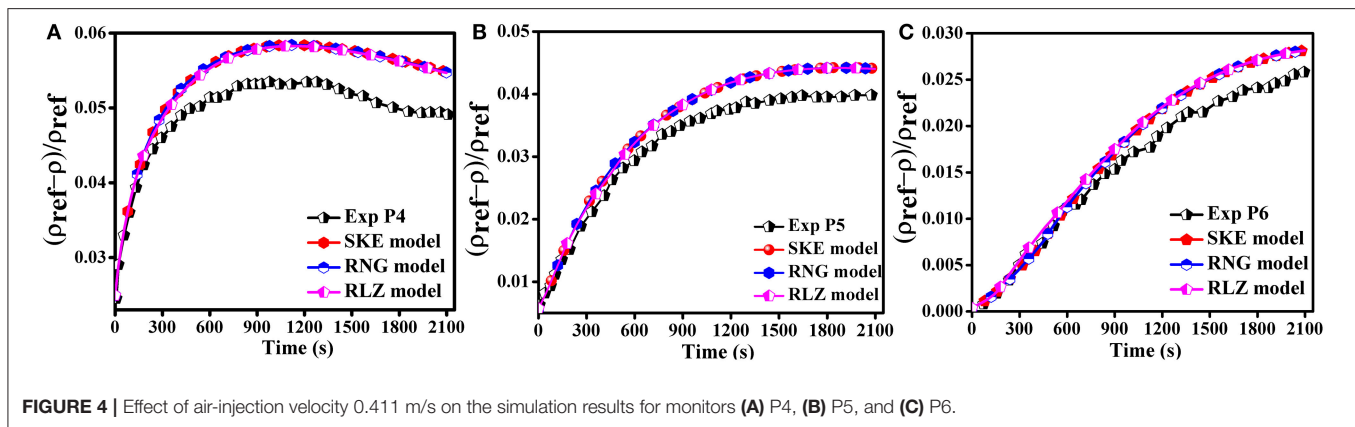 A
(ρref−ρ)/ρref
0.06
0.05
0.04
0.03
Exp P4
SKE model
RNG model
RLZ model
0 300 600 900 1200 1500 1800 2100
Time (s)
B
(ρref−ρ)/ρref
0.05
0.04
0.03
0.02
0.01
Exp P5
SKE model
RNG model
RLZ model
0 300 600 900 1200 1500 1800 2100
Time (s)
C
(ρref−ρ)/ρref
0.030
0.025
0.020
0.015
0.010
0.005
0.000
Exp P6
SKE model
RNG model
RLZ model
0 300 600 900 1200 1500 1800 2100
Time (s)
FIGURE 4 | Effect of air-injection velocity 0.411 m/s on the simulation results for monitors (A) P4, (B) P5, and (C) P6.